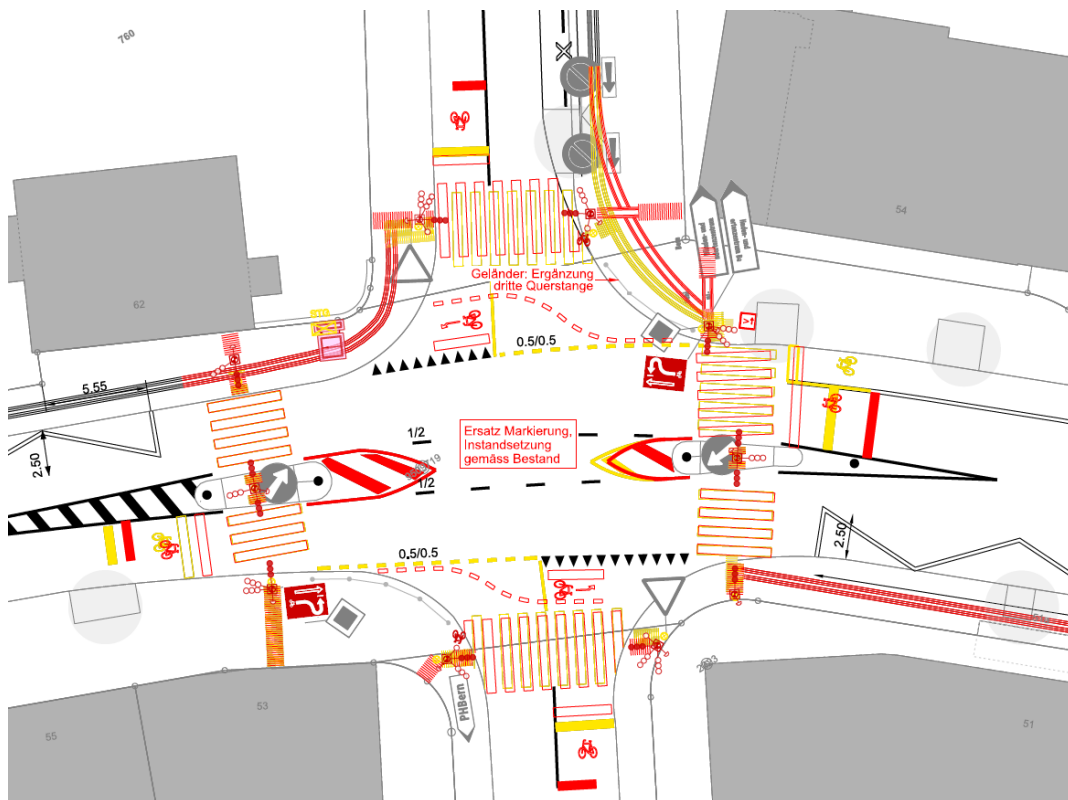 760
54
Geländer: Ergänzung
dritte Querstange
62
0.5/0.5
5.55
2.50
1/2
Ersatz Markierung,
Instandsetzung
gemäss Bestand
1/2
2.50
0.5/0.5
53
PHBern
55
51